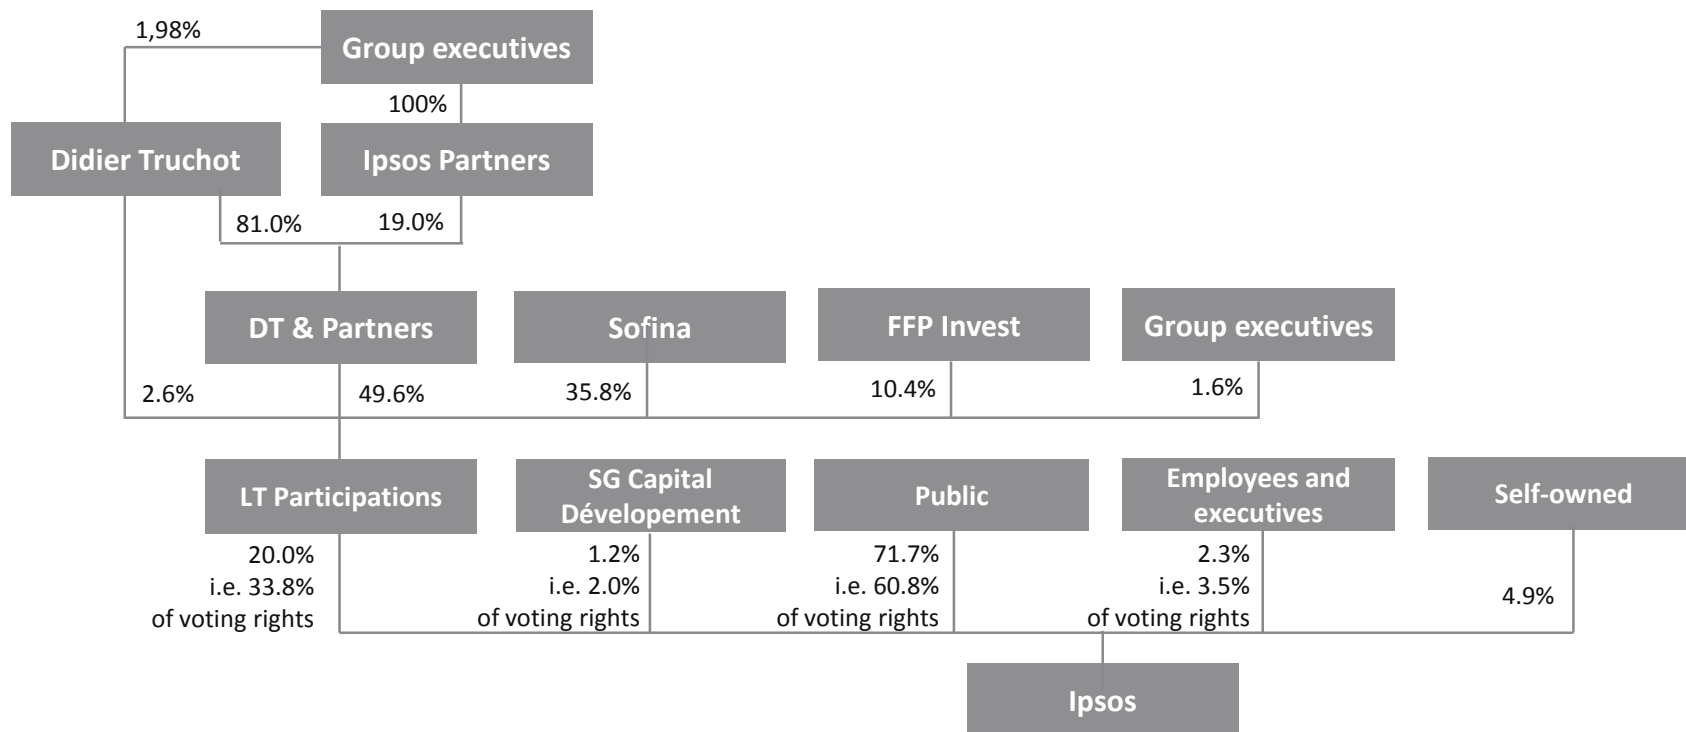 1,98%
Group executives
100%
Didier Truchot
Ipsos Partners
81.0%
19.0%
DT & Partners
Sofina
FFP Invest
Group executives
2.6%
49.6%
35.8%
10.4%
1.6%
LT Participations
SG Capital
Dévelopement
Public
Employees and
executives
Self-owned
20.0%
i.e. 33.8%
of voting rights
1.2%
i.e. 2.0%
of voting rights
71.7%
i.e. 60.8%
of voting rights
2.3%
i.e. 3.5%
of voting rights
4.9%
Ipsos